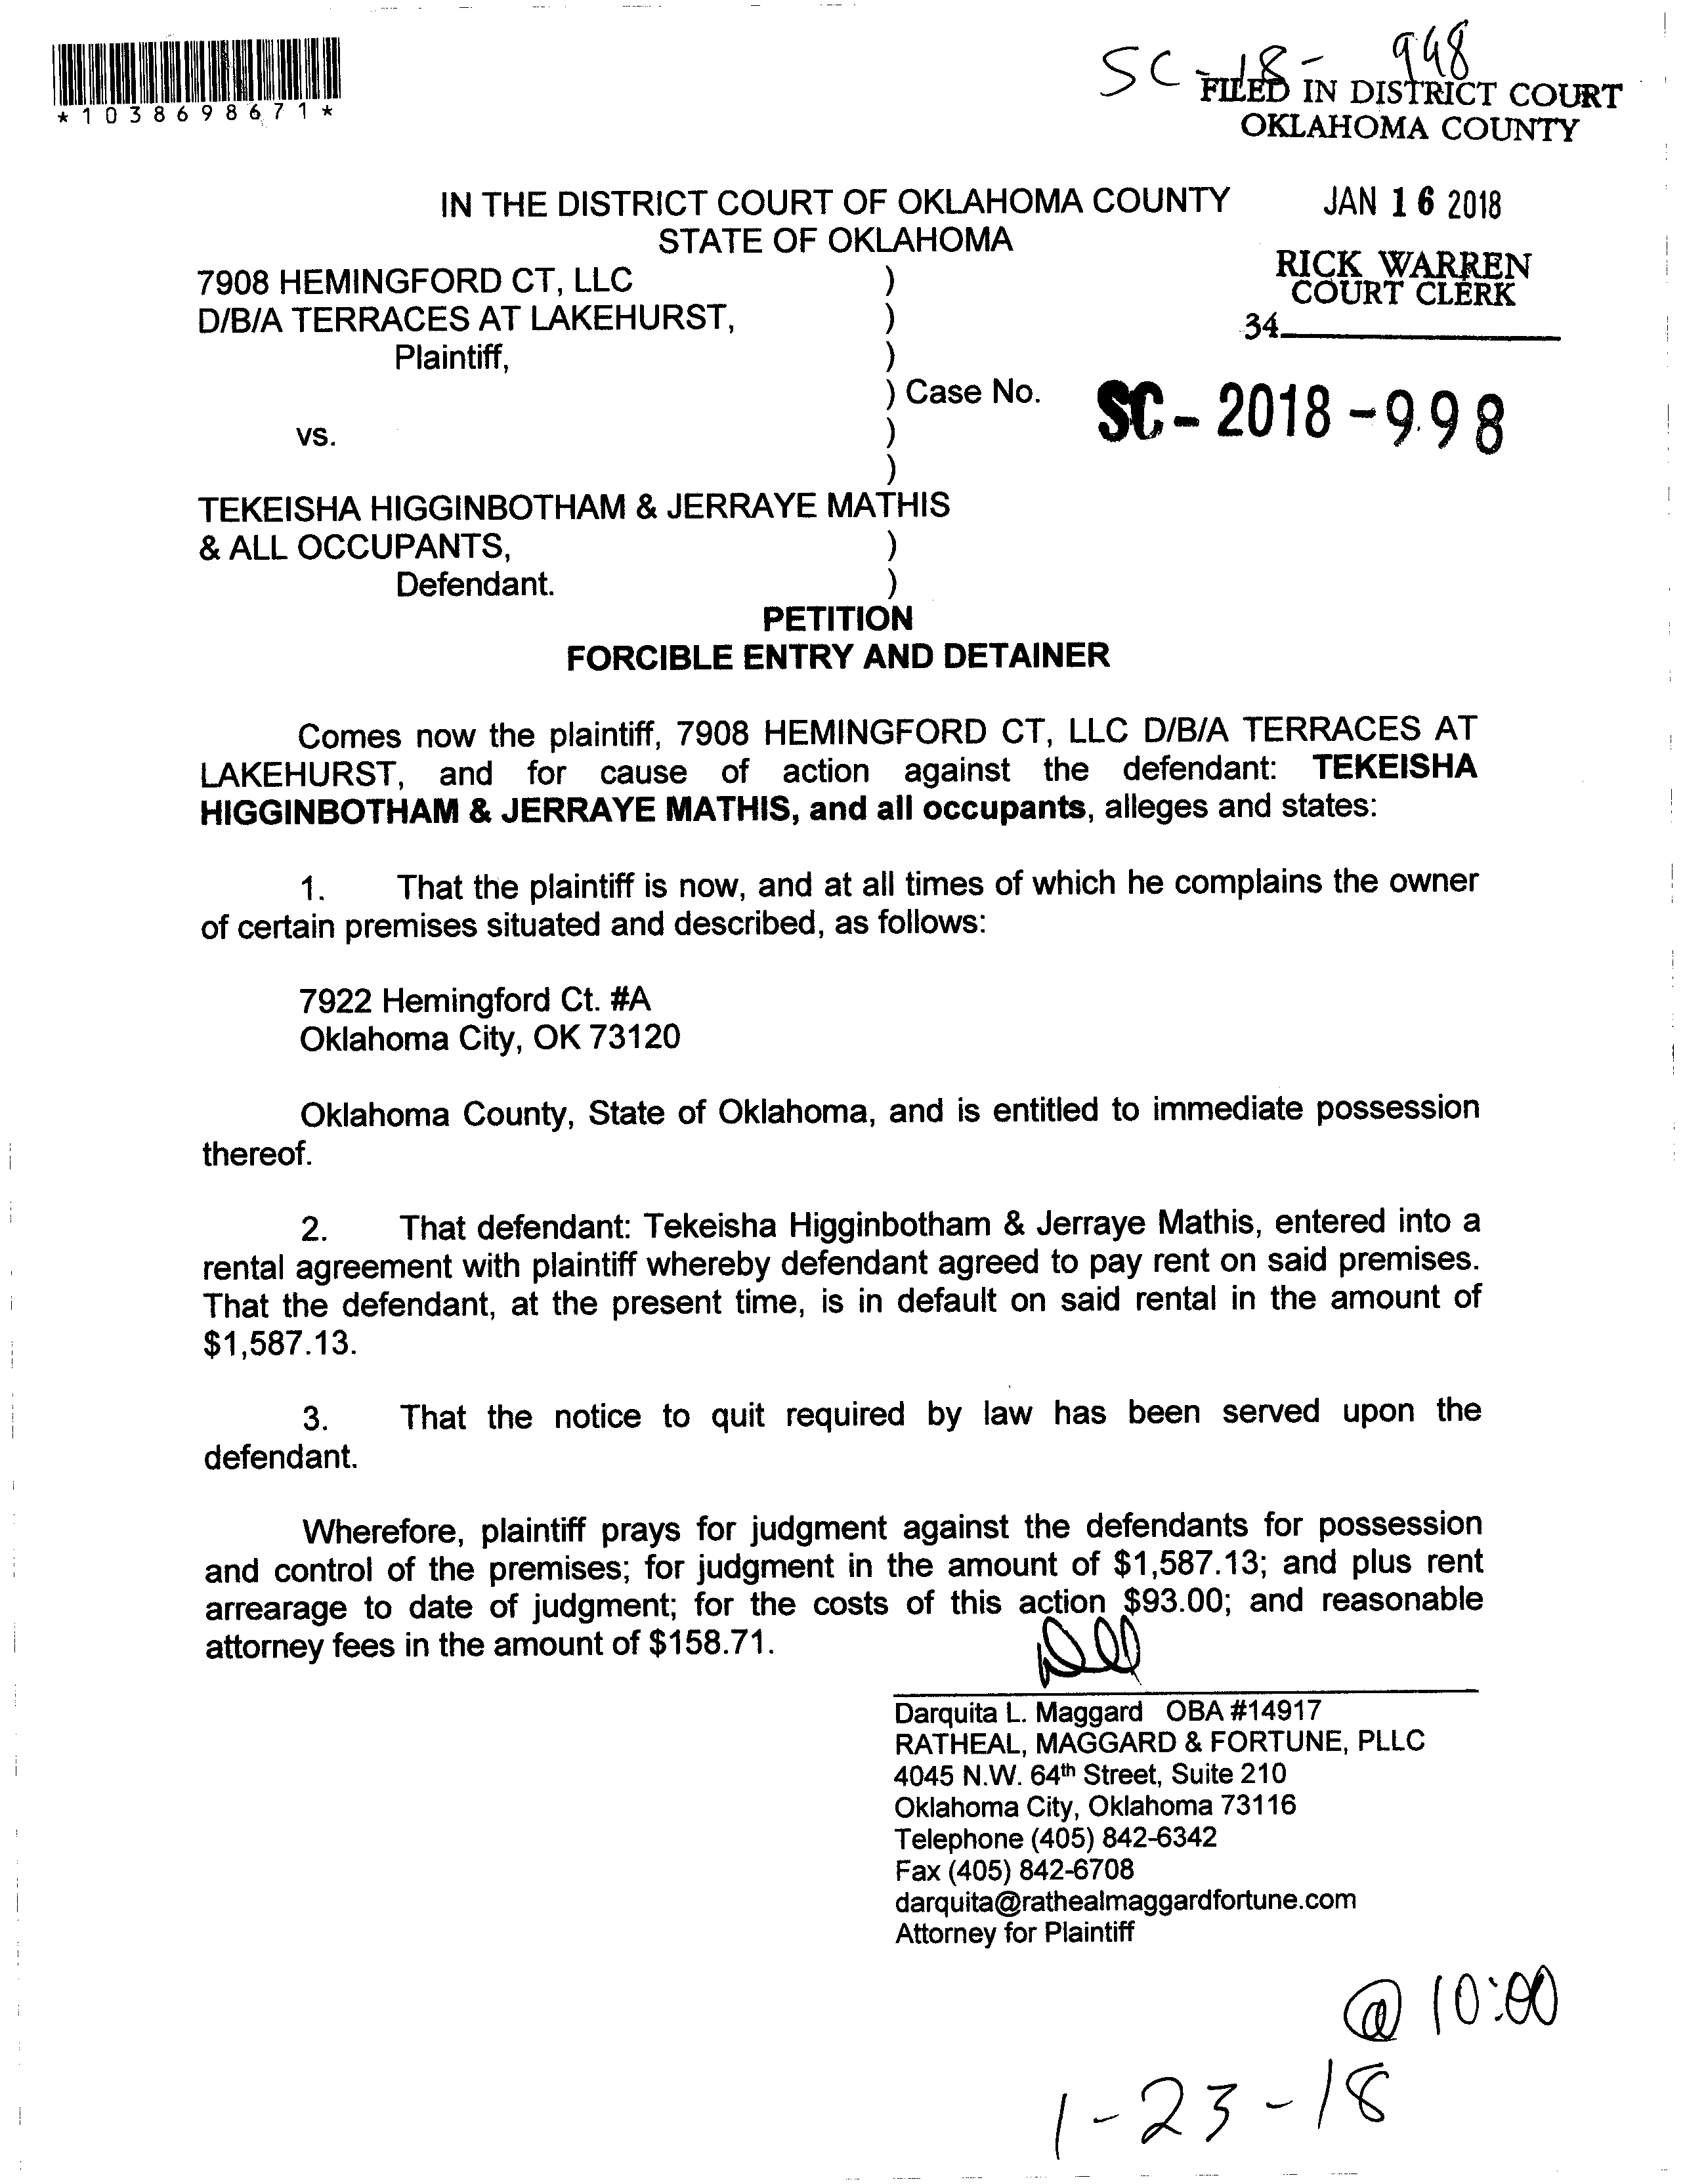 *1038698671*
SC-18-998
FILED IN DISTRICT COURT
OKLAHOMA COUNTY
IN THE DISTRICT COURT OF OKLAHOMA COUNTY
STATE OF OKLAHOMA
JAN 16 2018
RICK WARREN
COURT CLERK
34
7908 HEMINGFORD CT, LLC )
D/B/A TERRACES AT LAKEHURST, )
Plaintiff, )
) Case No. SC-2018-998
vs. )
)
TEKEISHA HIGGINBOTHAM & JERRAYE MATHIS
& ALL OCCUPANTS, )
Defendant. )
PETITION
FORCIBLE ENTRY AND DETAINER
Comes now the plaintiff, 7908 HEMINGFORD CT, LLC D/B/A TERRACES AT
LAKEHURST, and for cause of action against the defendant: TEKEISHA
HIGGINBOTHAM & JERRAYE MATHIS, and all occupants, alleges and states:
1. That the plaintiff is now, and at all times of which he complains the owner
of certain premises situated and described, as follows:
7922 Hemingford Ct. #A
Oklahoma City, OK 73120
Oklahoma County, State of Oklahoma, and is entitled to immediate possession
thereof.
2. That defendant: Tekeisha Higginbotham & Jerraye Mathis, entered into a
rental agreement with plaintiff whereby defendant agreed to pay rent on said premises.
That the defendant, at the present time, is in default on said rental in the amount of
$1,587.13.
3. That the notice to quit required by law has been served upon the
defendant.
Wherefore, plaintiff prays for judgment against the defendants for possession
and control of the premises; for judgment in the amount of $1,587.13; and plus rent
arrearage to date of judgment; for the costs of this action $93.00; and reasonable
attorney fees in the amount of $158.71.
Darquita L. Maggard OBA #14917
RATHEAL, MAGGARD & FORTUNE, PLLC
4045 N.W. 64th Street, Suite 210
Oklahoma City, Oklahoma 73116
Telephone (405) 842-6342
Fax (405) 842-6708
darquita@rathealmaggardfortune.com
Attorney for Plaintiff
@ 10:00
1-23-18